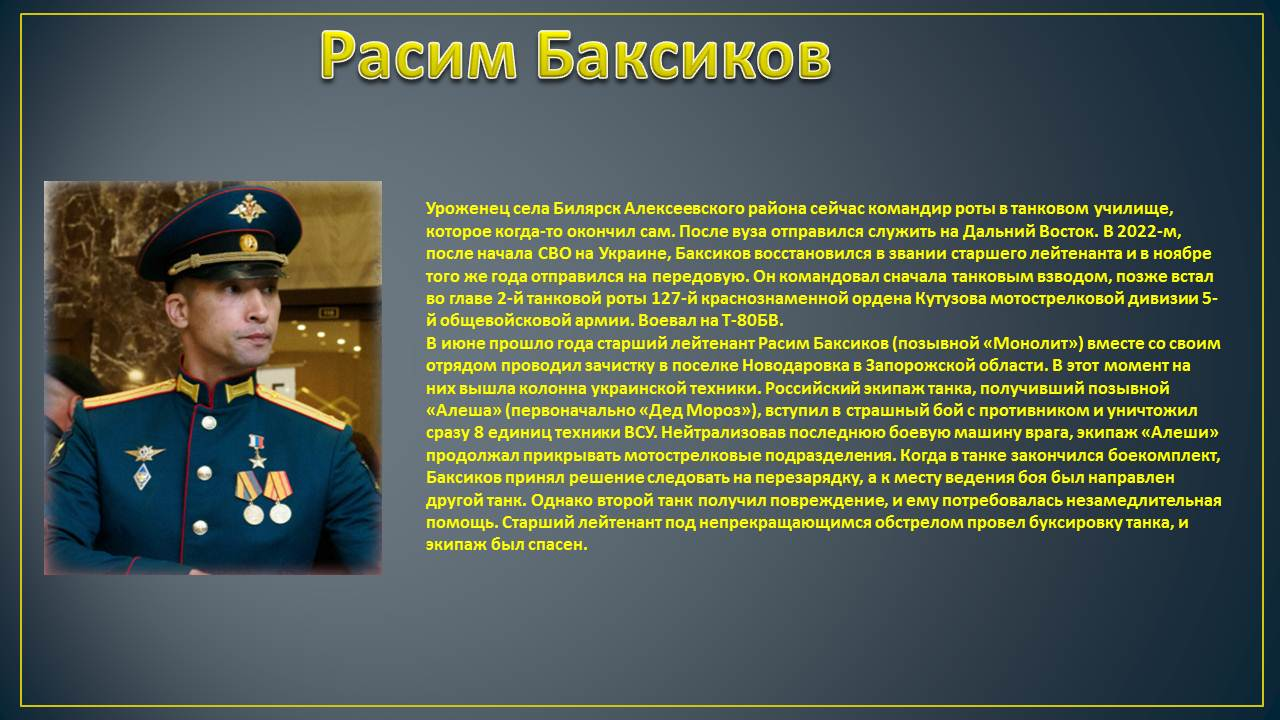 Расим Баксиков
Уроженец села Билярск Алексеевского района сейчас командир роты в танковом училище,
которое когда-то окончил сам. После вуза отправился служить на Дальний Восток. В 2022-м,
после начала СВО на Украине, Баксиков восстановился в звании старшего лейтенанта и в ноябре
того же года отправился на передовую. Он командовал сначала танковым взводом, позже встал
во главе 2-й танковой роты 127-й краснознаменной ордена Кутузова мотострелковой дивизии 5-
й общевойсковой армии. Воевал на Т-80БВ.
В июне прошло года старший лейтенант Расим Баксиков (позывной «Монолит») вместе со своим
отрядом проводил зачистку в поселке Новодаровка в Запорожской области. В этот момент на
них вышла колонна украинской техники. Российский экипаж танка, получивший позывной
«Алеша» (первоначально «Дед Мороз»), вступил в страшный бой с противником и уничтожил
сразу 8 единиц техники ВСУ. Нейтрализовав последнюю боевую машину врага, экипаж «Алеши»
продолжал прикрывать мотострелковые подразделения. Когда в танке закончился боекомплект,
Баксиков принял решение следовать на перезарядку, а к месту ведения боя был направлен
другой танк. Однако второй танк получил повреждение, и ему потребовалась незамедлительная
помощь. Старший лейтенант под непрекращающимся обстрелом провел буксировку танка, и
экипаж был спасен.